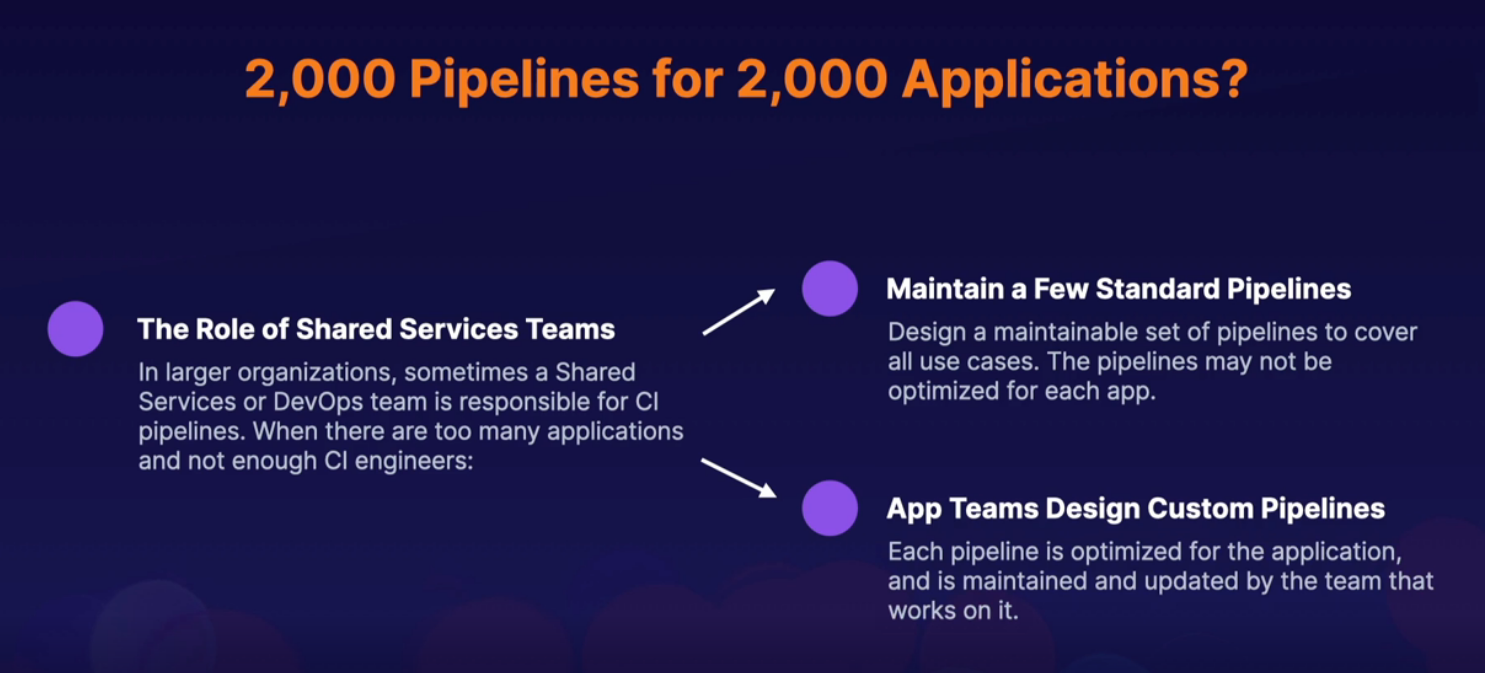 2,000 Pipelines for 2,000 Applications?
The Role of Shared Services Teams
In larger organizations, sometimes a Shared
Services or DevOps team is responsible for CI
pipelines. When there are too many applications
and not enough CI engineers:
Maintain a Few Standard Pipelines
Design a maintainable set of pipelines to cover
all use cases. The pipelines may not be
optimized for each app.
App Teams Design Custom Pipelines
Each pipeline is optimized for the application,
and is maintained and updated by the team that
works on it.